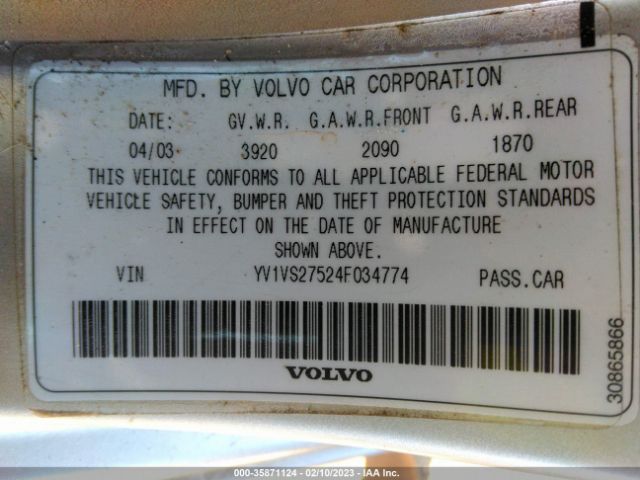 MFD. BY VOLVO CAR CORPORATION
DATE: GV.W.R. G.A.W.R.FRONT G.A.W.R.REAR
04/03 3920 2090 1870
THIS VEHICLE CONFORMS TO ALL APPLICABLE FEDERAL MOTOR
VEHICLE SAFETY, BUMPER AND THEFT PROTECTION STANDARDS
IN EFFECT ON THE DATE OF MANUFACTURE
SHOWN ABOVE.
VIN YV1VS27524F034774 PASS.CAR
VOLVO
30865866
000-35871124 - 02/10/2023 - IAA Inc.